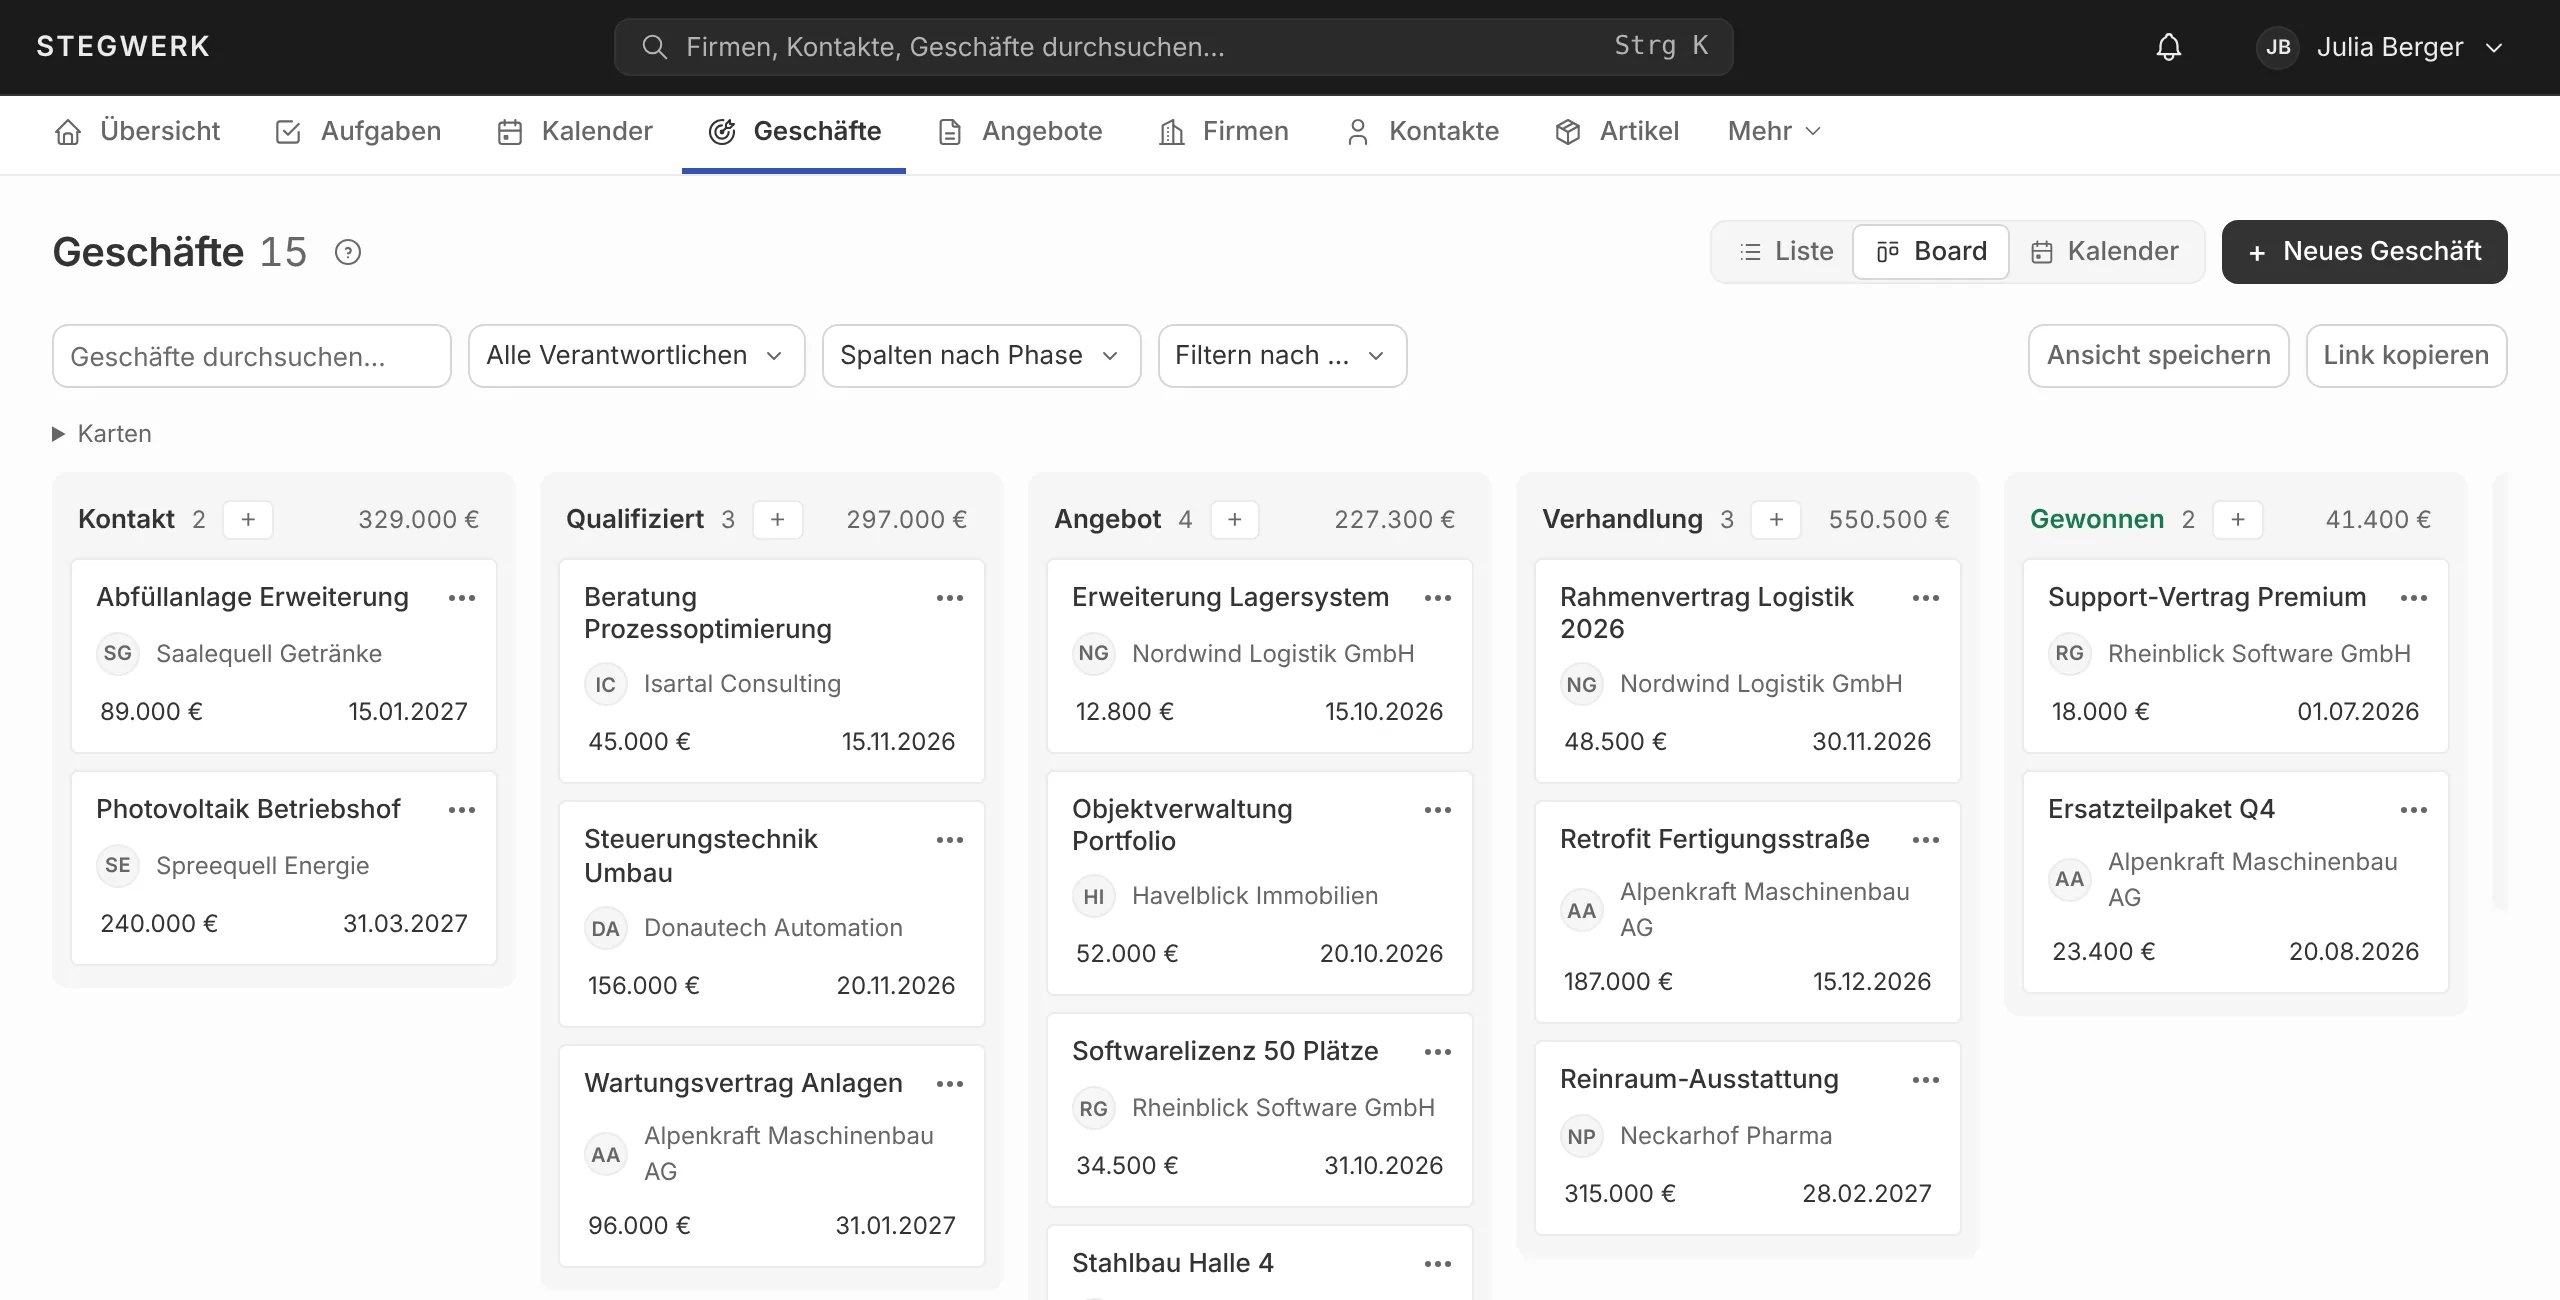 STEGWERK
Firmen, Kontakte, Geschäfte durchsuchen... Strg K
JB Julia Berger
Übersicht Aufgaben Kalender Geschäfte Angebote Firmen Kontakte Artikel Mehr
Geschäfte 15 ?
Liste Board Kalender + Neues Geschäft
Geschäfte durchsuchen... Alle Verantwortlichen Spalten nach Phase Filtern nach ... Ansicht speichern Link kopieren
Karten
Kontakt 2 + 329.000 €
Abfüllanlage Erweiterung
SG Saalequell Getränke
89.000 € 15.01.2027
Photovoltaik Betriebshof
SE Spreequell Energie
240.000 € 31.03.2027
Qualifiziert 3 + 297.000 €
Beratung
Prozessoptimierung
IC Isartal Consulting
45.000 € 15.11.2026
Steuerungstechnik
Umbau
DA Donautech Automation
156.000 € 20.11.2026
Wartungsvertrag Anlagen
AA Alpenkraft Maschinenbau
AG
96.000 € 31.01.2027
Angebot 4 + 227.300 €
Erweiterung Lagersystem
NG Nordwind Logistik GmbH
12.800 € 15.10.2026
Objektverwaltung
Portfolio
HI Havelblick Immobilien
52.000 € 20.10.2026
Softwarelizenz 50 Plätze
RG Rheinblick Software GmbH
34.500 € 31.10.2026
Stahlbau Halle 4
Verhandlung 3 + 550.500 €
Rahmenvertrag Logistik
2026
NG Nordwind Logistik GmbH
48.500 € 30.11.2026
Retrofit Fertigungsstraße
AA Alpenkraft Maschinenbau
AG
187.000 € 15.12.2026
Reinraum-Ausstattung
NP Neckarhof Pharma
315.000 € 28.02.2027
Gewonnen 2 + 41.400 €
Support-Vertrag Premium
RG Rheinblick Software GmbH
18.000 € 01.07.2026
Ersatzteilpaket Q4
AA Alpenkraft Maschinenbau
AG
23.400 € 20.08.2026